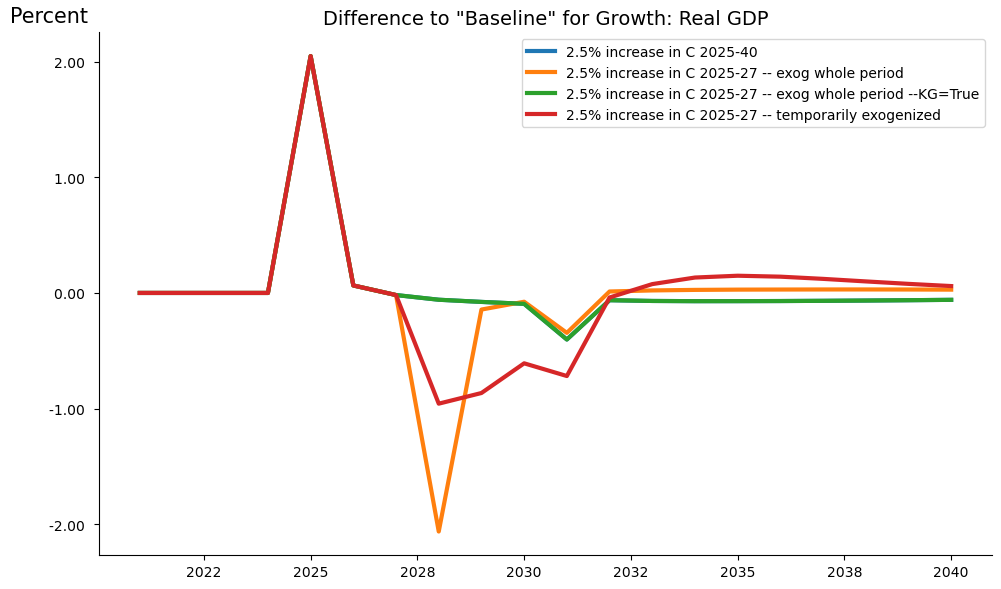 Percent
Difference to "Baseline" for Growth: Real GDP
2.5% increase in C 2025-40
2.5% increase in C 2025-27 -- exog whole period
2.5% increase in C 2025-27 -- exog whole period --KG=True
2.5% increase in C 2025-27 -- temporarily exogenized
2.00
1.00
0.00
-1.00
-2.00
2022 2025 2028 2030 2032 2035 2038 2040